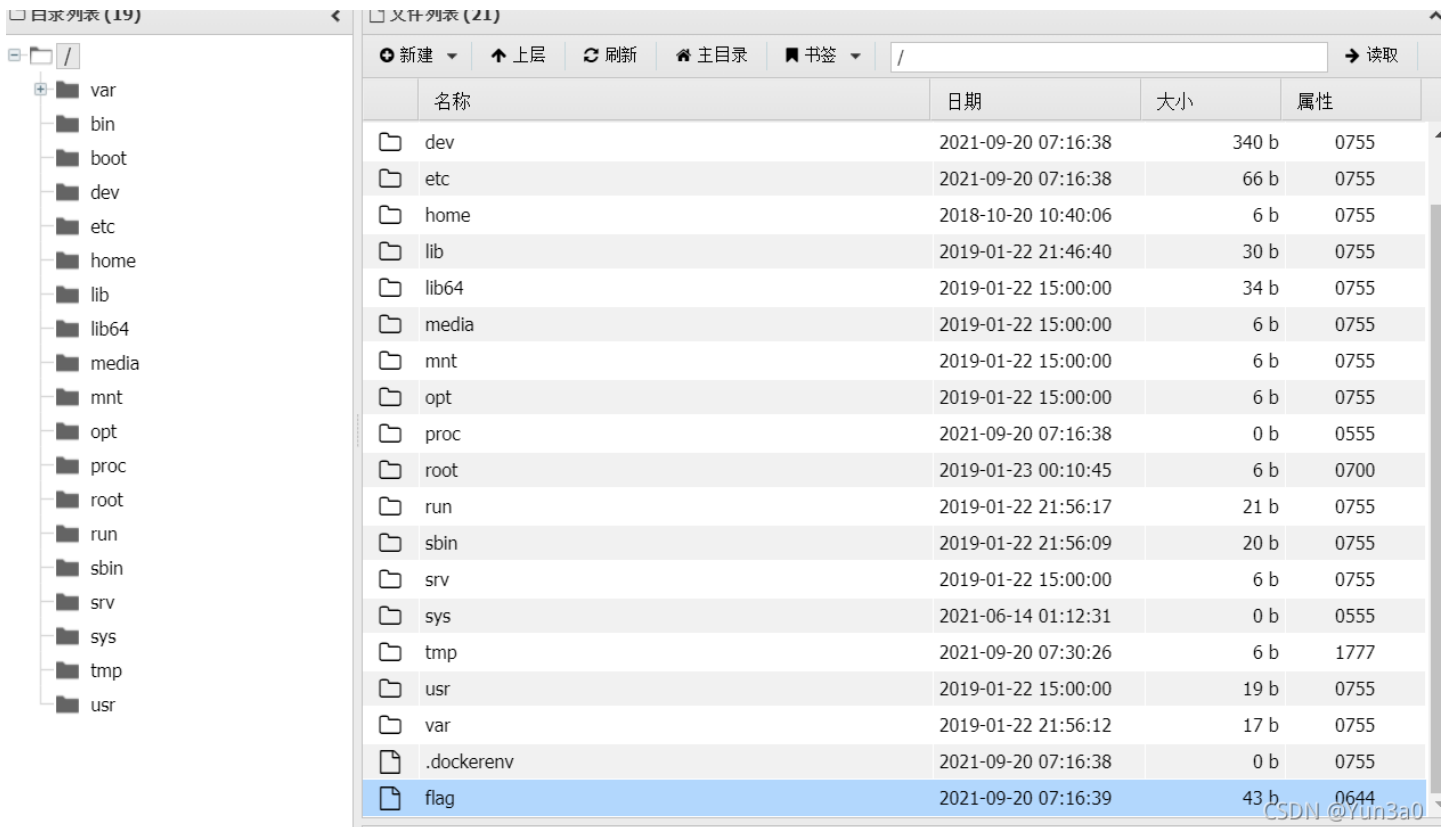 目录列表 (19)
文件列表 (21)
新建
上层
刷新
主目录
书签
/
读取
/
var
bin
boot
dev
etc
home
lib
lib64
media
mnt
opt
proc
root
run
sbin
srv
sys
tmp
usr
名称 日期 大小 属性
dev 2021-09-20 07:16:38 340 b 0755
etc 2021-09-20 07:16:38 66 b 0755
home 2018-10-20 10:40:06 6 b 0755
lib 2019-01-22 21:46:40 30 b 0755
lib64 2019-01-22 15:00:00 34 b 0755
media 2019-01-22 15:00:00 6 b 0755
mnt 2019-01-22 15:00:00 6 b 0755
opt 2019-01-22 15:00:00 6 b 0755
proc 2021-09-20 07:16:38 0 b 0555
root 2019-01-23 00:10:45 6 b 0700
run 2019-01-22 21:56:17 21 b 0755
sbin 2019-01-22 21:56:09 20 b 0755
srv 2019-01-22 15:00:00 6 b 0755
sys 2021-06-14 01:12:31 0 b 0555
tmp 2021-09-20 07:30:26 6 b 1777
usr 2019-01-22 15:00:00 19 b 0755
var 2019-01-22 21:56:12 17 b 0755
.dockerenv 2021-09-20 07:16:38 0 b 0755
flag 2021-09-20 07:16:39 43 b 0644
CSDN @Yun3a0